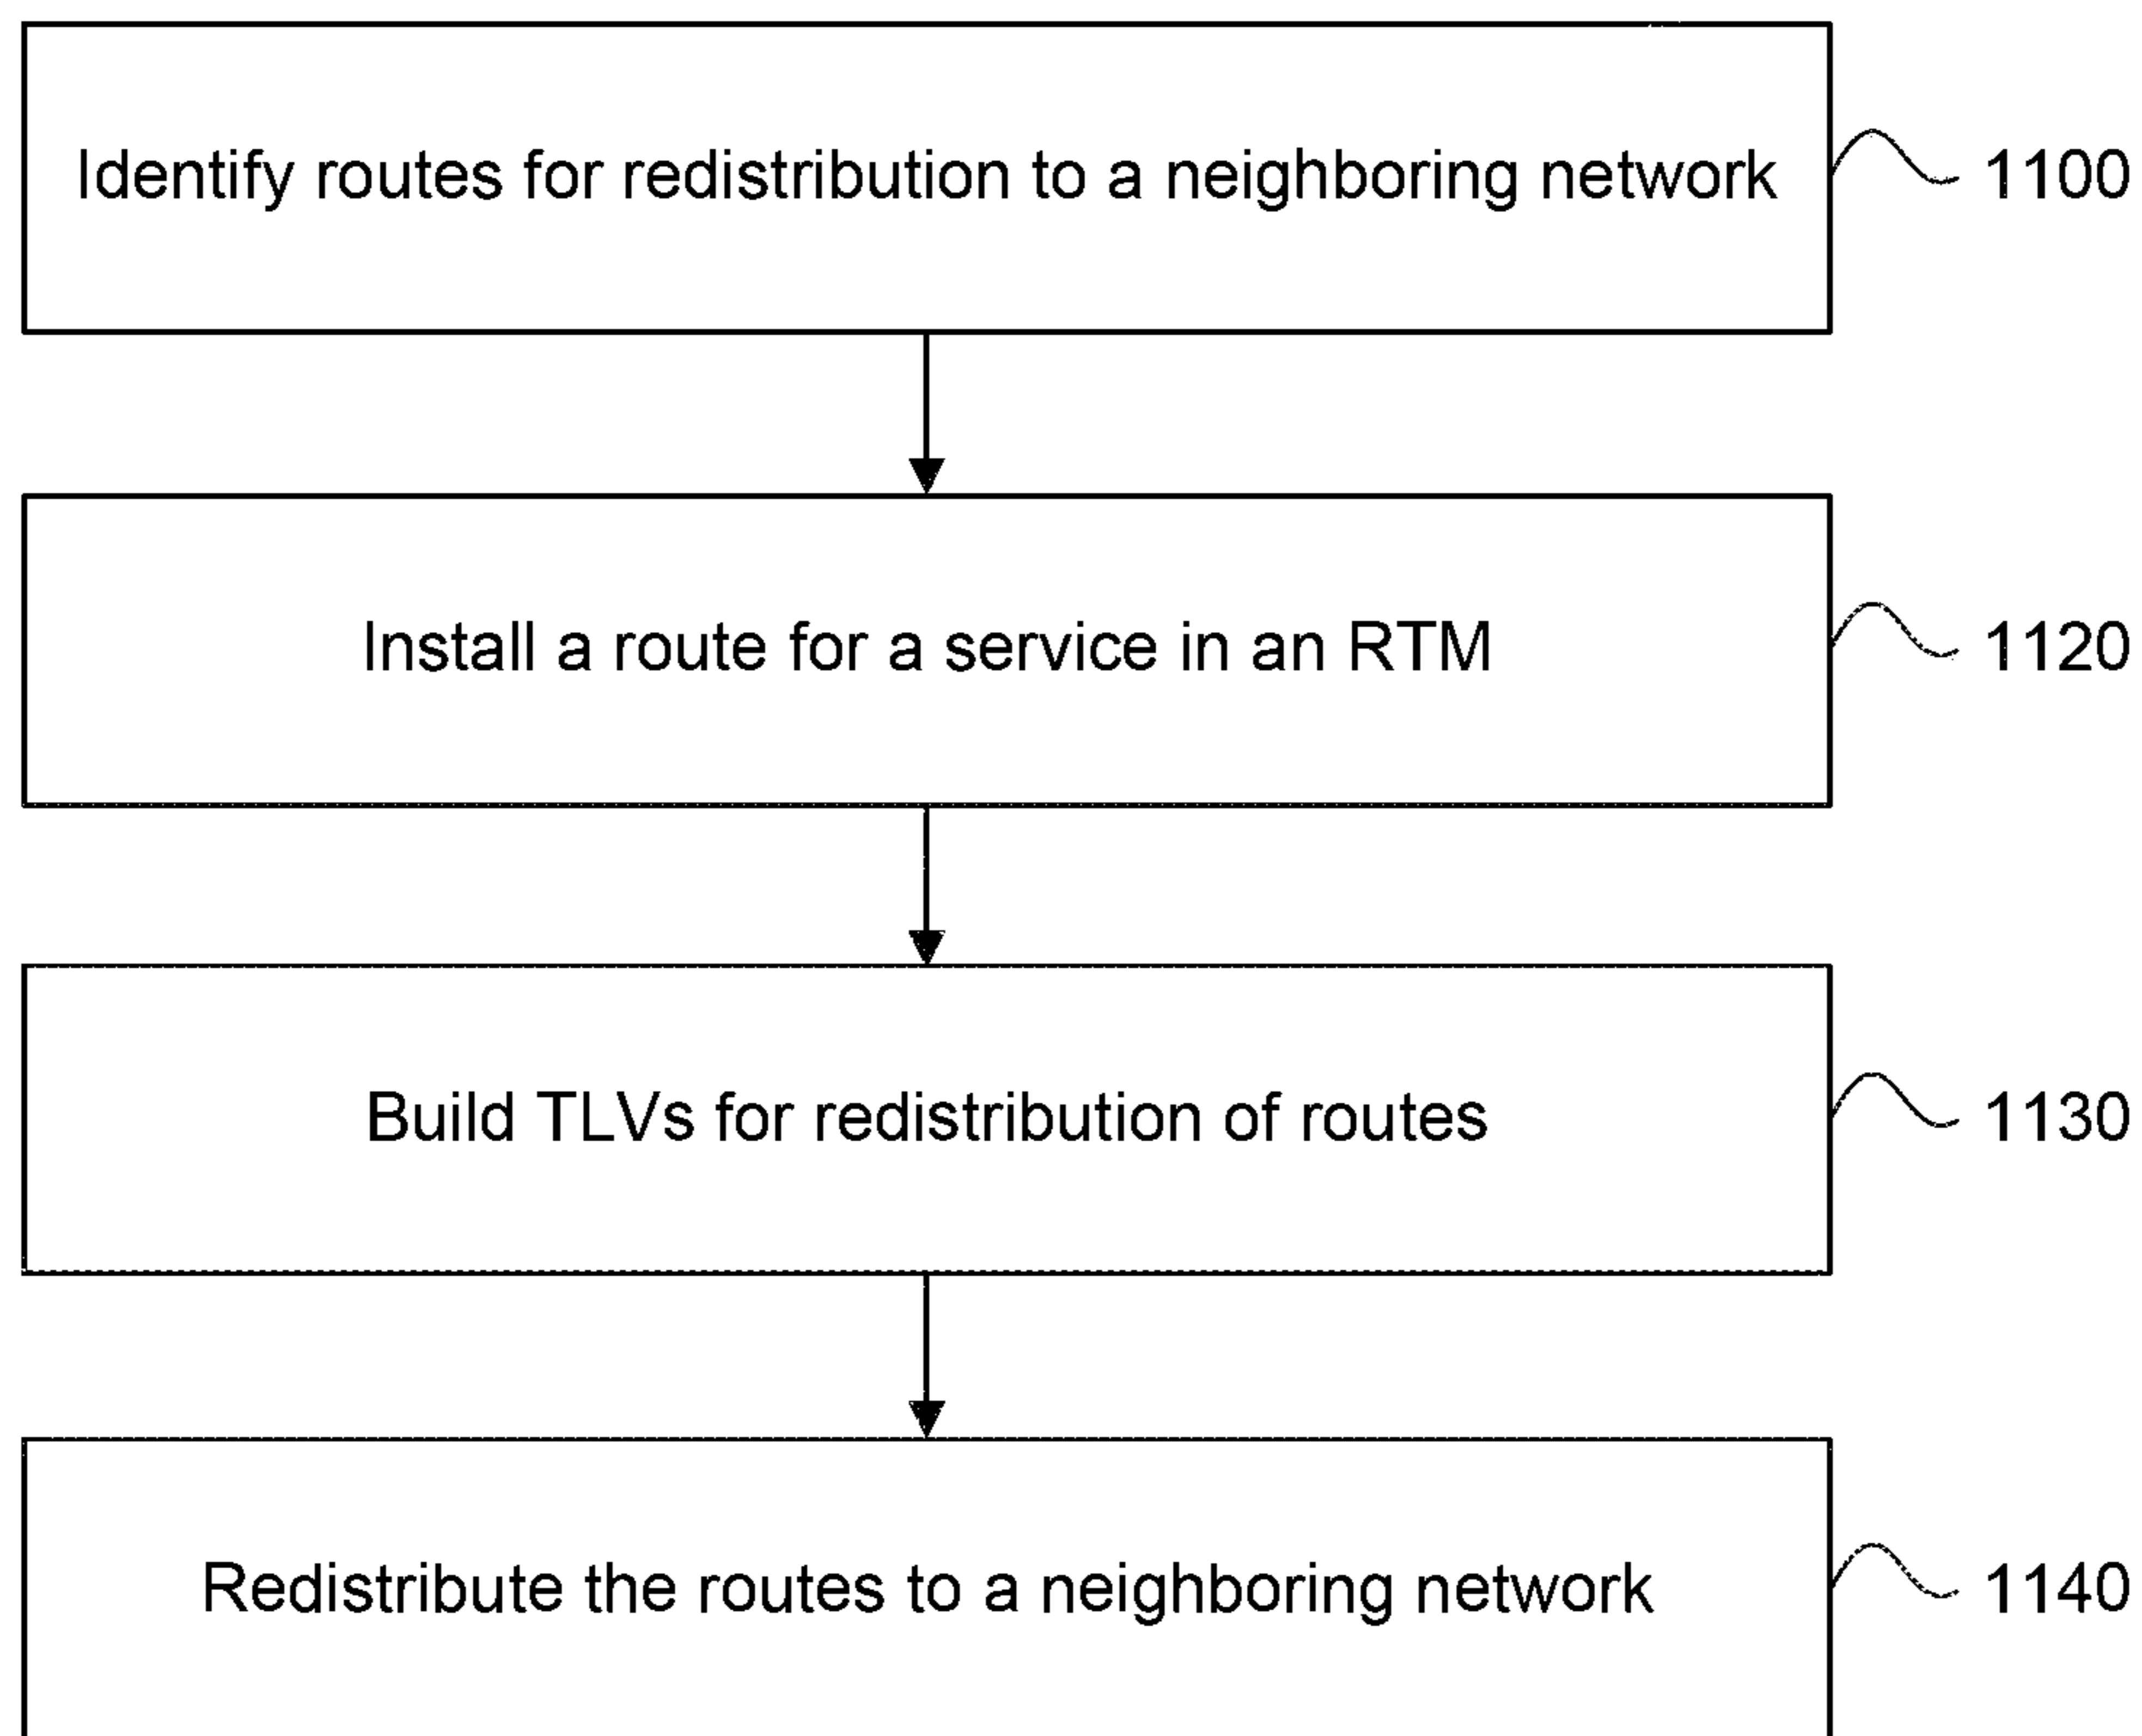 Identify routes for redistribution to a neighboring network
1100
Install a route for a service in an RTM
1120
Build TLVs for redistribution of routes
1130
Redistribute the routes to a neighboring network
1140